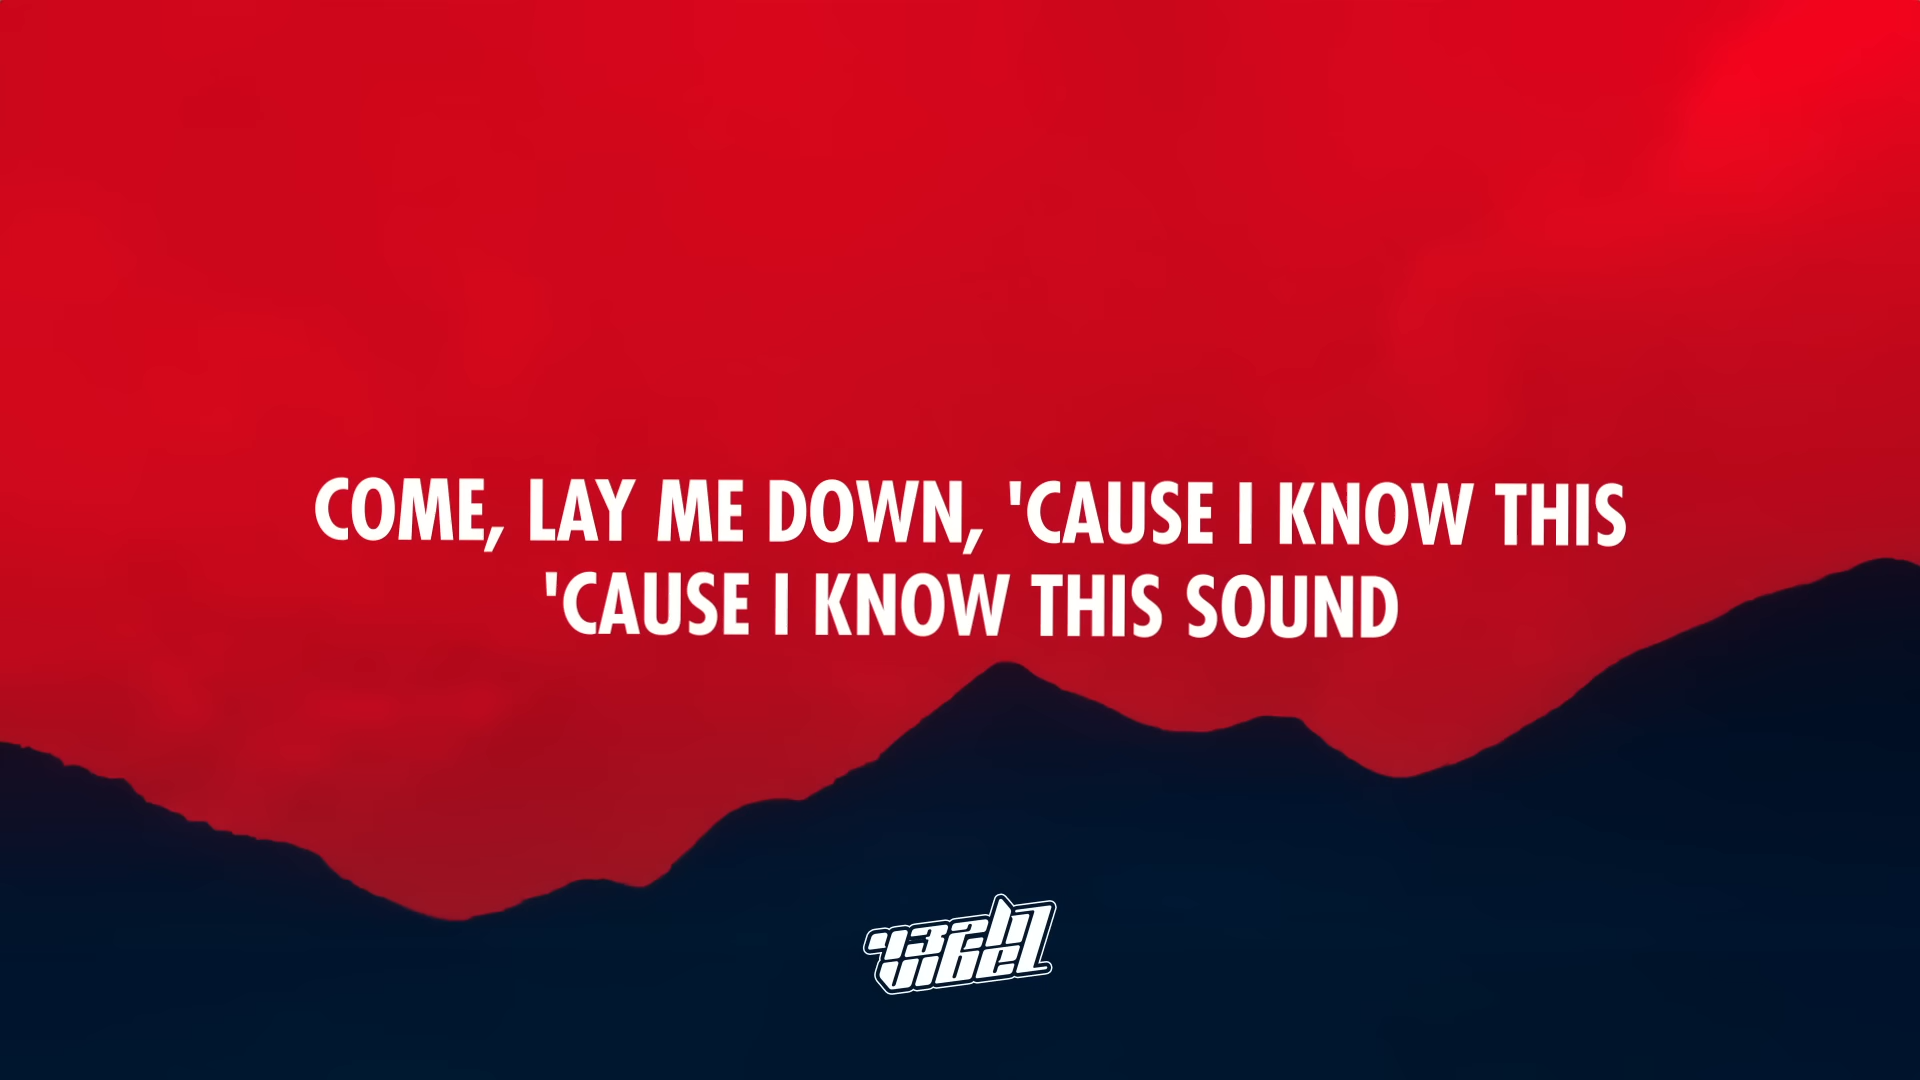 COME, LAY ME DOWN, 'CAUSE I KNOW THIS
'CAUSE I KNOW THIS SOUND